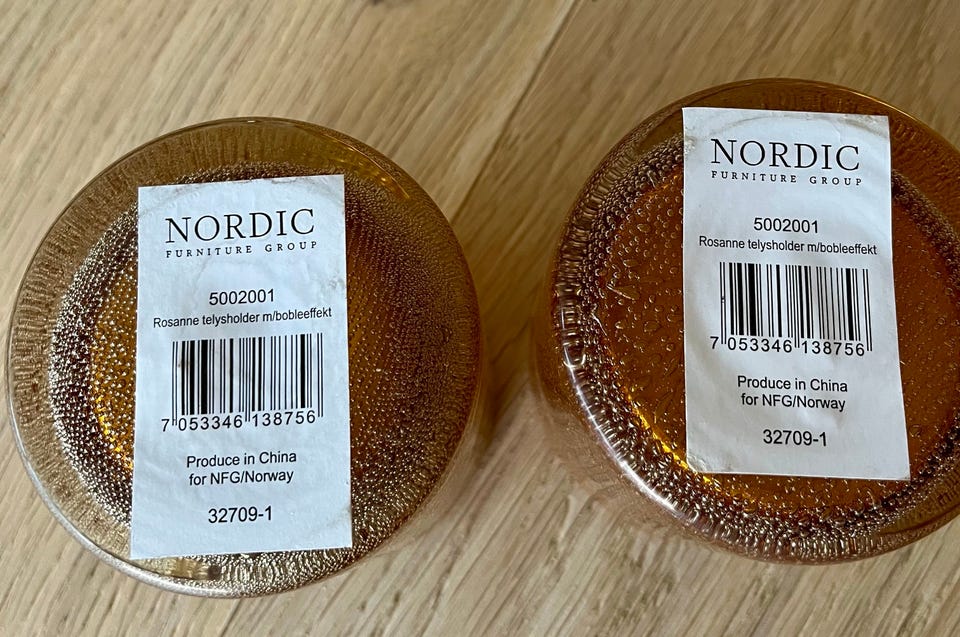 NORDIC
FURNITURE GROUP
5002001
Rosanne telysholder m/bobleeffekt
7 053346 138756
Produce in China
for NFG/Norway
32709-1
NORDIC
FURNITURE GROUP
5002001
Rosanne telysholder m/bobleeffekt
7 053346 138756
Produce in China
for NFG/Norway
32709-1